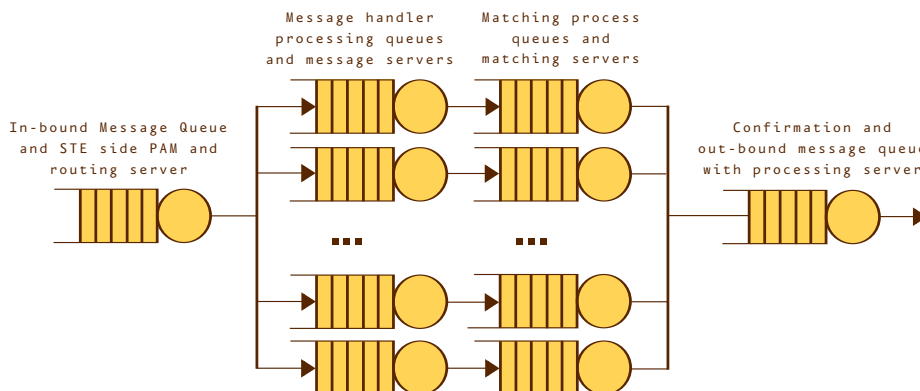 Message handler
processing queues
and message servers
Matching process
queues and
matching servers
In-bound Message Queue
and STE side PAM and
routing server
Confirmation and
out-bound message queue
with processing server